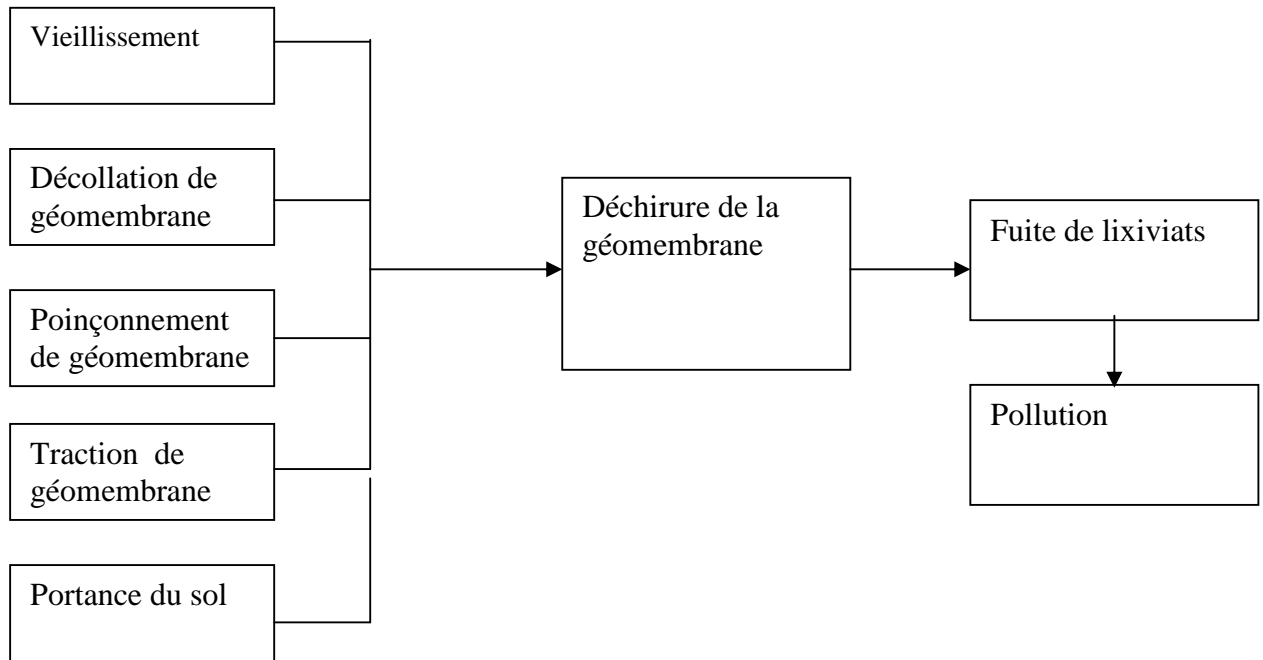 Vieillissement
Décollation de
géomembrane
Poinçonnement
de géomembrane
Traction de
géomembrane
Portance du sol
Déchirure de la
géomembrane
Fuite de lixiviats
Pollution